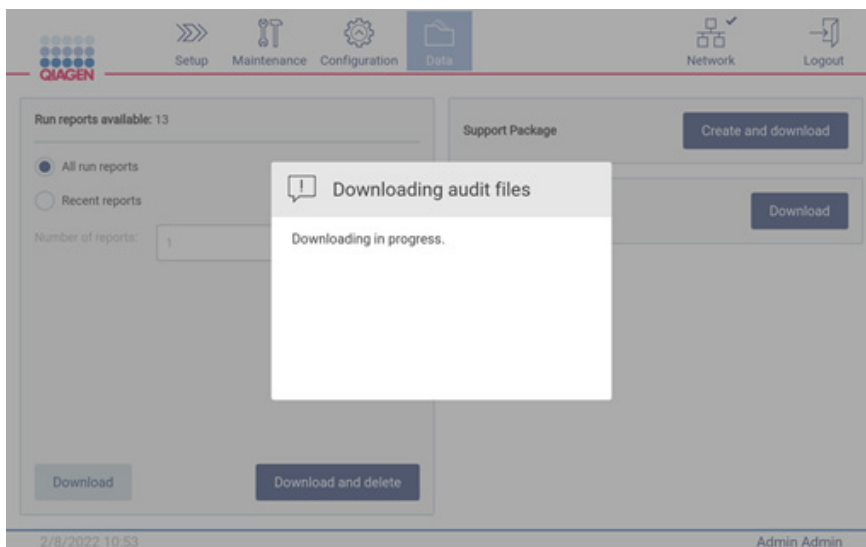 QIAGEN
Setup
Maintenance
Configuration
Data
Network
Logout
Run reports available: 13
All run reports
Recent reports
Number of reports:
1
Download
Download and delete
Support Package
Create and download
Download
Downloading audit files
Downloading in progress.
2/8/2022 10:53
Admin Admin